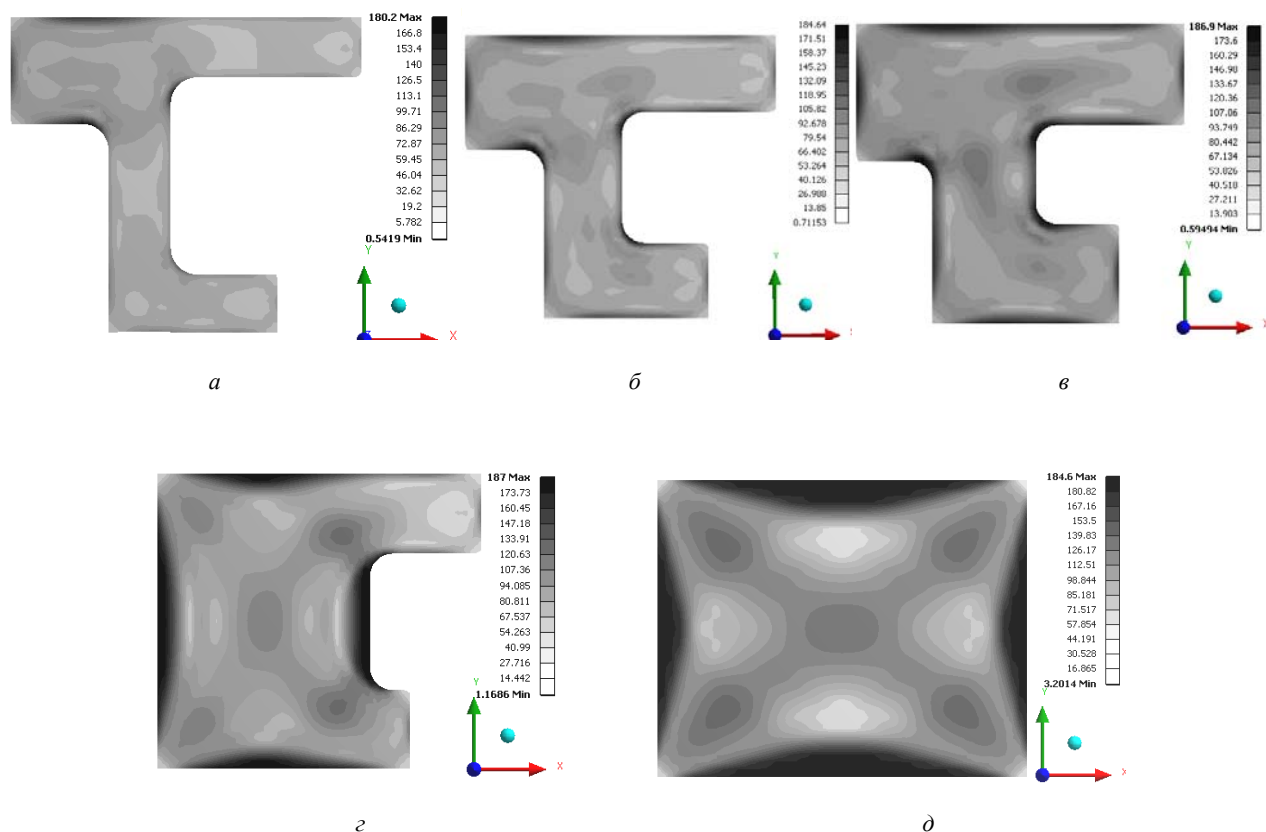 180.2 Max
166.8
153.4
140
126.5
113.1
99.71
86.29
72.87
59.45
46.04
32.62
19.2
5.782
0.5419 Min
Y
X
184.64
171.51
158.37
145.23
132.09
118.95
105.82
92.678
79.54
66.402
53.264
40.126
26.988
13.85
0.71153
Y
X
186.9 Max
173.6
160.29
146.98
133.67
120.36
107.06
93.749
80.442
67.134
53.826
40.518
27.211
13.903
0.59494 Min
Y
X
а
б
в
187 Max
173.73
160.45
147.18
133.91
120.63
107.36
94.085
80.811
67.537
54.263
40.99
27.716
14.442
1.1686 Min
Y
X
184.6 Max
180.82
167.16
153.5
139.83
126.17
112.51
98.844
85.181
71.517
57.854
44.191
30.528
16.865
3.2014 Min
Y
X
г
д